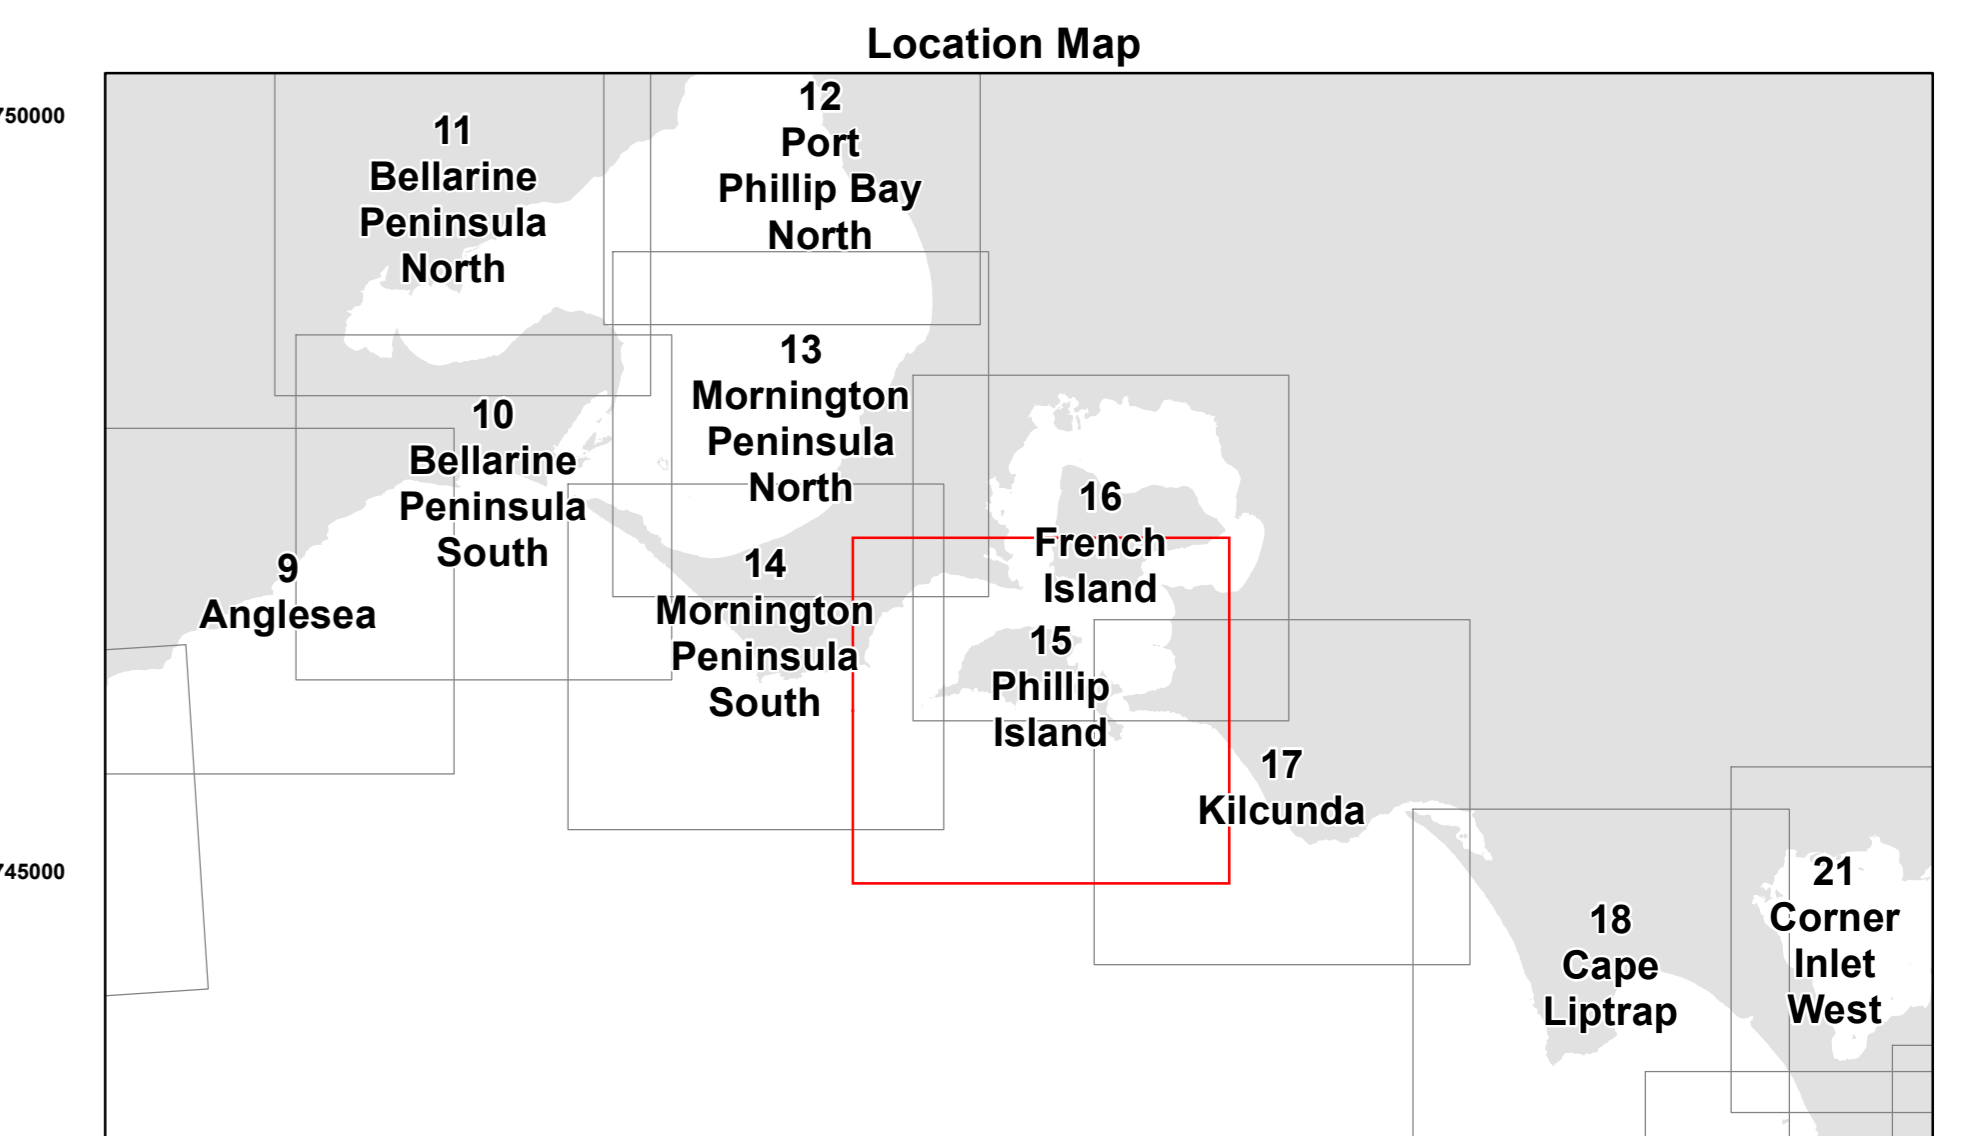 Location Map
750000
12
Port
Phillip Bay
North
11
Bellarine
Peninsula
North
13
Mornington
Peninsula
North
10
Bellarine
Peninsula
South
16
French
Island
9
Anglesea
14
Mornington
Peninsula
South
15
Phillip
Island
17
Kilcunda
745000
21
Corner
Inlet
West
18
Cape
Liptrap